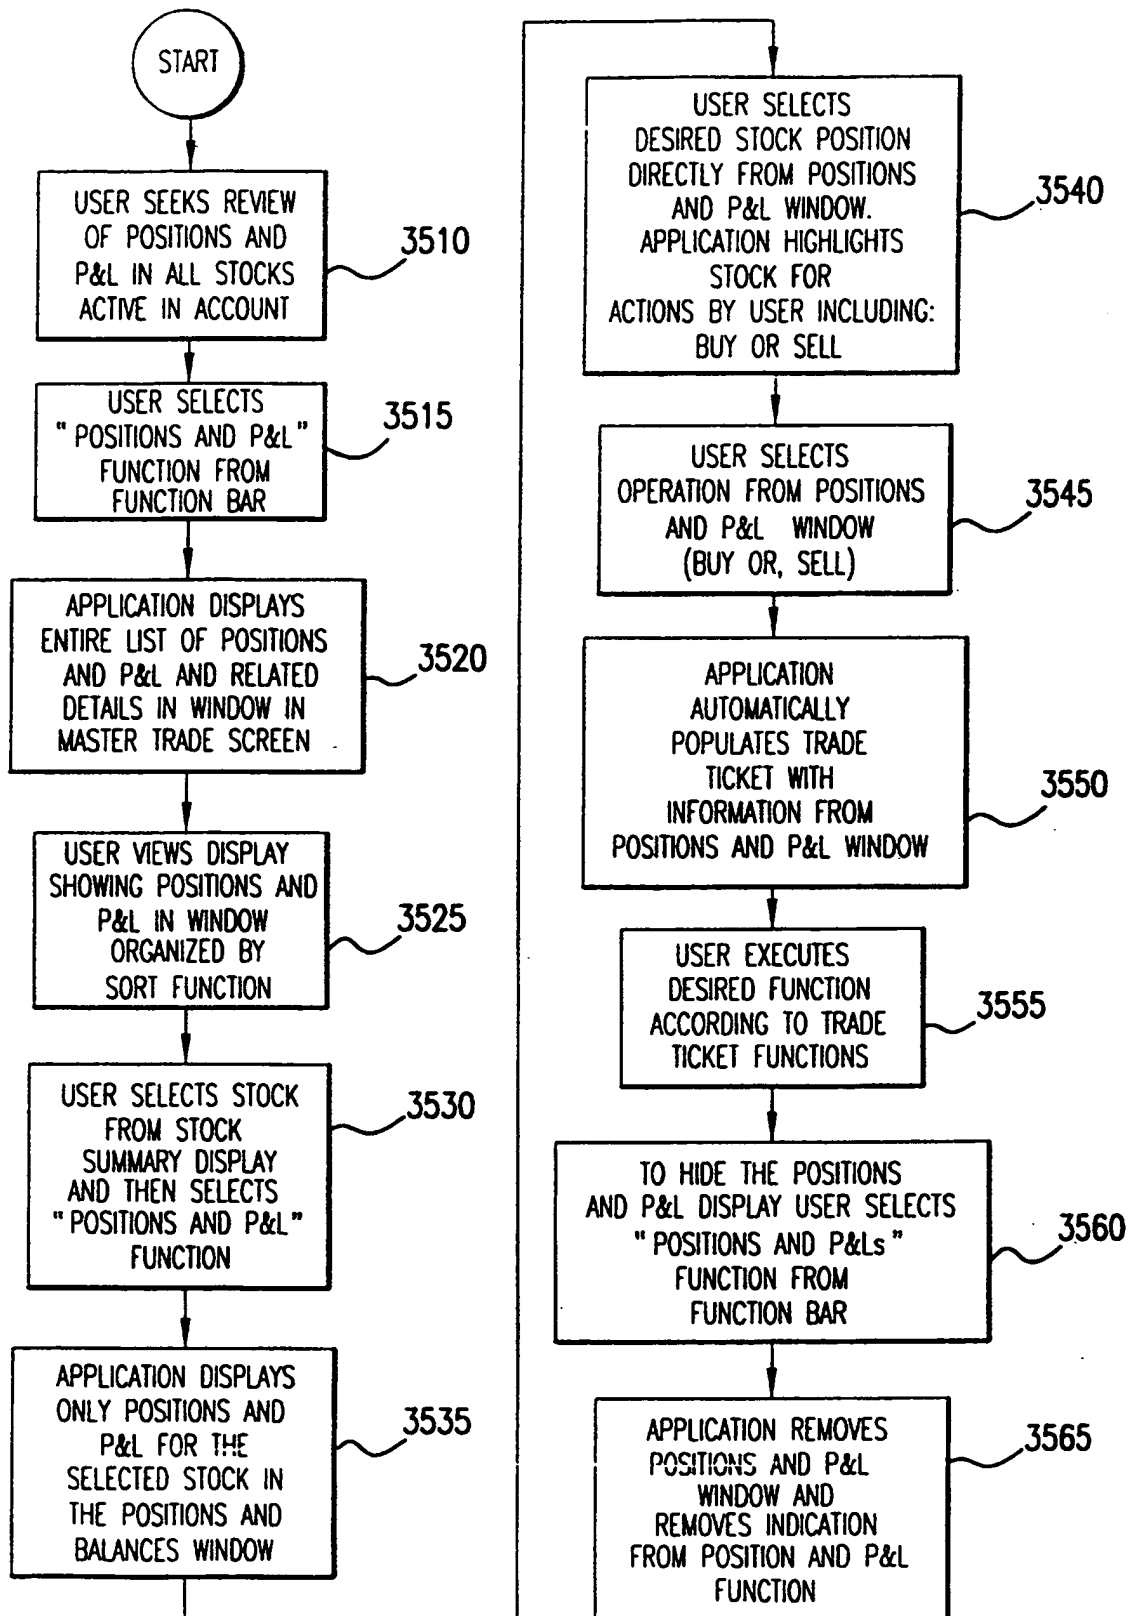 START
USER SEEKS REVIEW
OF POSITIONS AND
P&L IN ALL STOCKS
ACTIVE IN ACCOUNT
3510
USER SELECTS
"POSITIONS AND P&L"
FUNCTION FROM
FUNCTION BAR
3515
APPLICATION DISPLAYS
ENTIRE LIST OF POSITIONS
AND P&L AND RELATED
DETAILS IN WINDOW IN
MASTER TRADE SCREEN
3520
USER VIEWS DISPLAY
SHOWING POSITIONS AND
P&L IN WINDOW
ORGANIZED BY
SORT FUNCTION
3525
USER SELECTS STOCK
FROM STOCK
SUMMARY DISPLAY
AND THEN SELECTS
"POSITIONS AND P&L"
FUNCTION
3530
APPLICATION DISPLAYS
ONLY POSITIONS AND
P&L FOR THE
SELECTED STOCK IN
THE POSITIONS AND
BALANCES WINDOW
3535
USER SELECTS
DESIRED STOCK POSITION
DIRECTLY FROM POSITIONS
AND P&L WINDOW.
APPLICATION HIGHLIGHTS
STOCK FOR
ACTIONS BY USER INCLUDING:
BUY OR SELL
3540
USER SELECTS
OPERATION FROM POSITIONS
AND P&L WINDOW
(BUY OR, SELL)
3545
APPLICATION
AUTOMATICALLY
POPULATES TRADE
TICKET WITH
INFORMATION FROM
POSITIONS AND P&L WINDOW
3550
USER EXECUTES
DESIRED FUNCTION
ACCORDING TO TRADE
TICKET FUNCTIONS
3555
TO HIDE THE POSITIONS
AND P&L DISPLAY USER SELECTS
"POSITIONS AND P&Ls"
FUNCTION FROM
FUNCTION BAR
3560
APPLICATION REMOVES
POSITIONS AND P&L
WINDOW AND
REMOVES INDICATION
FROM POSITION AND P&L
FUNCTION
3565